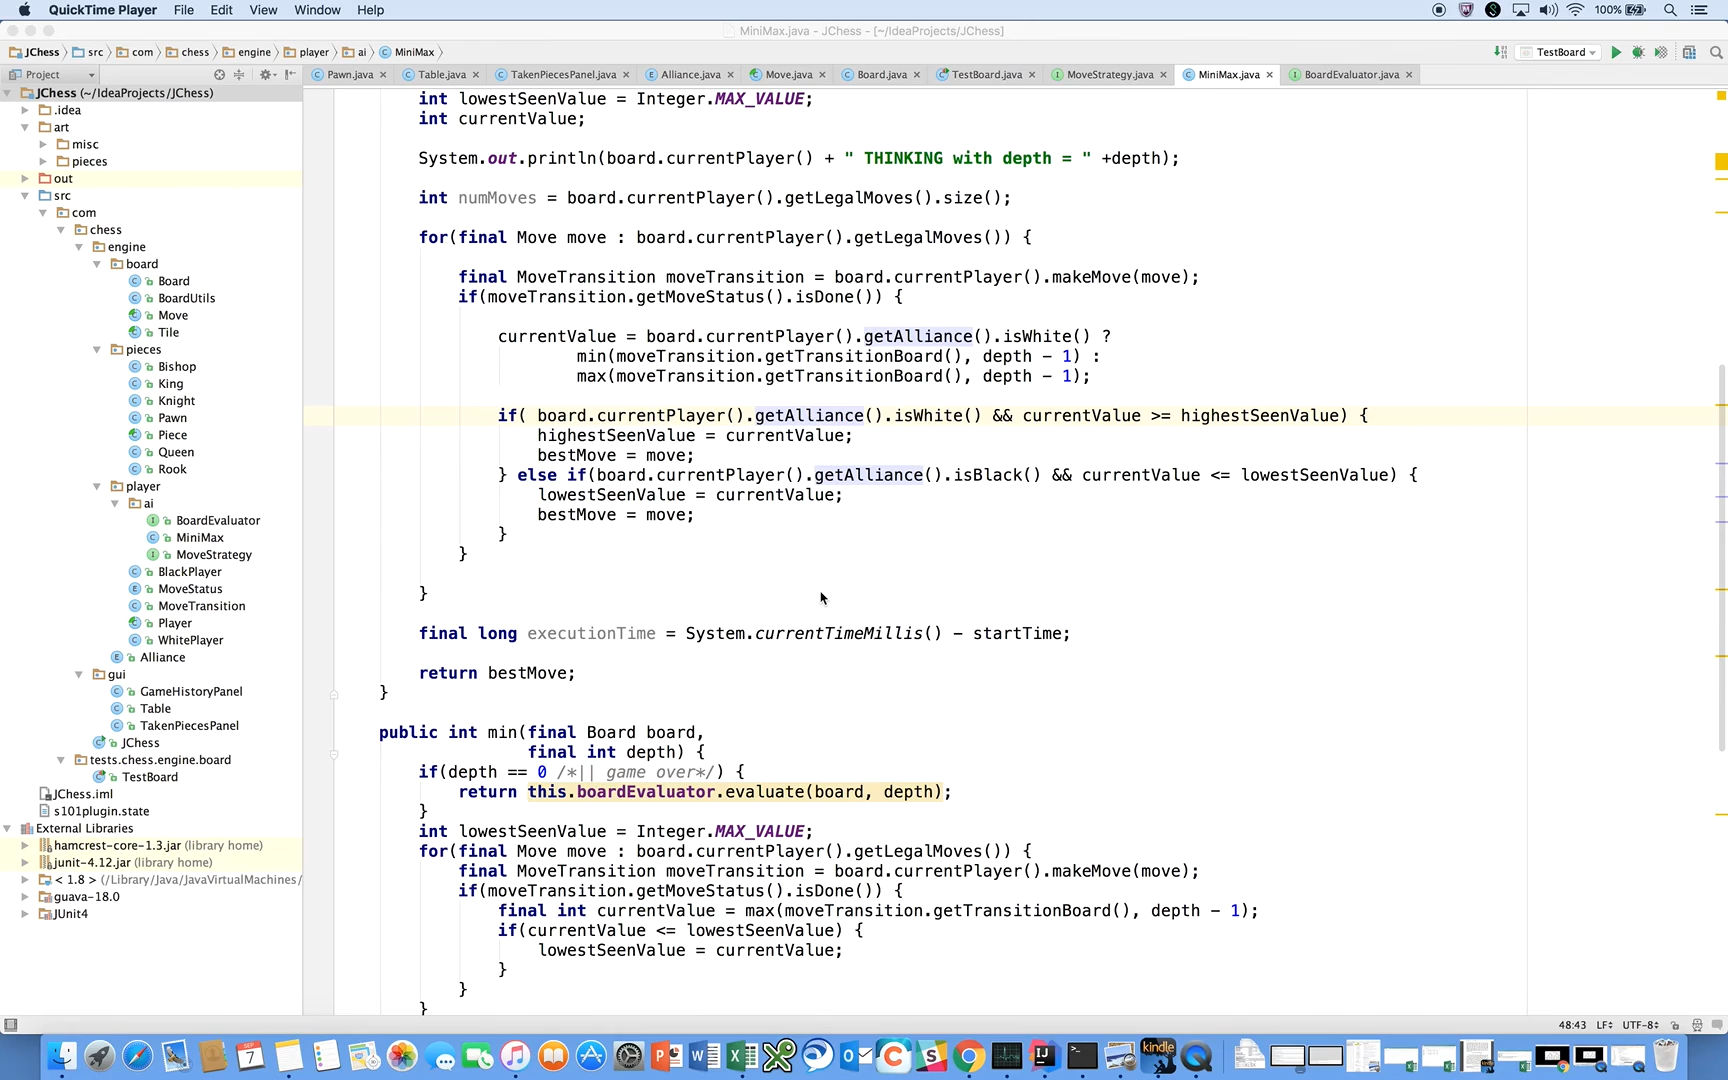 QuickTime Player File Edit View Window Help 100%
MiniMax.java - JChess - [~/IdeaProjects/JChess]
JChess src com chess engine player ai MiniMax TestBoard
Project Pawn.java Table.java TakenPiecesPanel.java Alliance.java Move.java Board.java TestBoard.java MoveStrategy.java MiniMax.java BoardEvaluator.java
JChess (~/IdeaProjects/JChess)
.idea
art
misc
pieces
out
src
com
chess
engine
board
Board
BoardUtils
Move
Tile
pieces
Bishop
King
Knight
Pawn
Piece
Queen
Rook
player
ai
BoardEvaluator
MiniMax
MoveStrategy
BlackPlayer
MoveStatus
MoveTransition
Player
WhitePlayer
Alliance
gui
GameHistoryPanel
Table
TakenPiecesPanel
JChess
tests.chess.engine.board
TestBoard
JChess.iml
s101plugin.state
External Libraries
hamcrest-core-1.3.jar (library home)
junit-4.12.jar (library home)
< 1.8 > (/Library/Java/JavaVirtualMachines/
guava-18.0
JUnit4
int lowestSeenValue = Integer.MAX_VALUE;
int currentValue;
System.out.println(board.currentPlayer() + " THINKING with depth = " +depth);
int numMoves = board.currentPlayer().getLegalMoves().size();
for(final Move move : board.currentPlayer().getLegalMoves()) {
final MoveTransition moveTransition = board.currentPlayer().makeMove(move);
if(moveTransition.getMoveStatus().isDone()) {
currentValue = board.currentPlayer().getAlliance().isWhite() ?
min(moveTransition.getTransitionBoard(), depth - 1) :
max(moveTransition.getTransitionBoard(), depth - 1);
if( board.currentPlayer().getAlliance().isWhite() && currentValue >= highestSeenValue) {
highestSeenValue = currentValue;
bestMove = move;
} else if(board.currentPlayer().getAlliance().isBlack() && currentValue <= lowestSeenValue) {
lowestSeenValue = currentValue;
bestMove = move;
}
}
}
final long executionTime = System.currentTimeMillis() - startTime;
return bestMove;
}
public int min(final Board board,
final int depth) {
if(depth == 0 /*|| game over*/) {
return this.boardEvaluator.evaluate(board, depth);
}
int lowestSeenValue = Integer.MAX_VALUE;
for(final Move move : board.currentPlayer().getLegalMoves()) {
final MoveTransition moveTransition = board.currentPlayer().makeMove(move);
if(moveTransition.getMoveStatus().isDone()) {
final int currentValue = max(moveTransition.getTransitionBoard(), depth - 1);
if(currentValue <= lowestSeenValue) {
lowestSeenValue = currentValue;
}
}
}
48:43 LF UTF-8
SEP
7
kindle